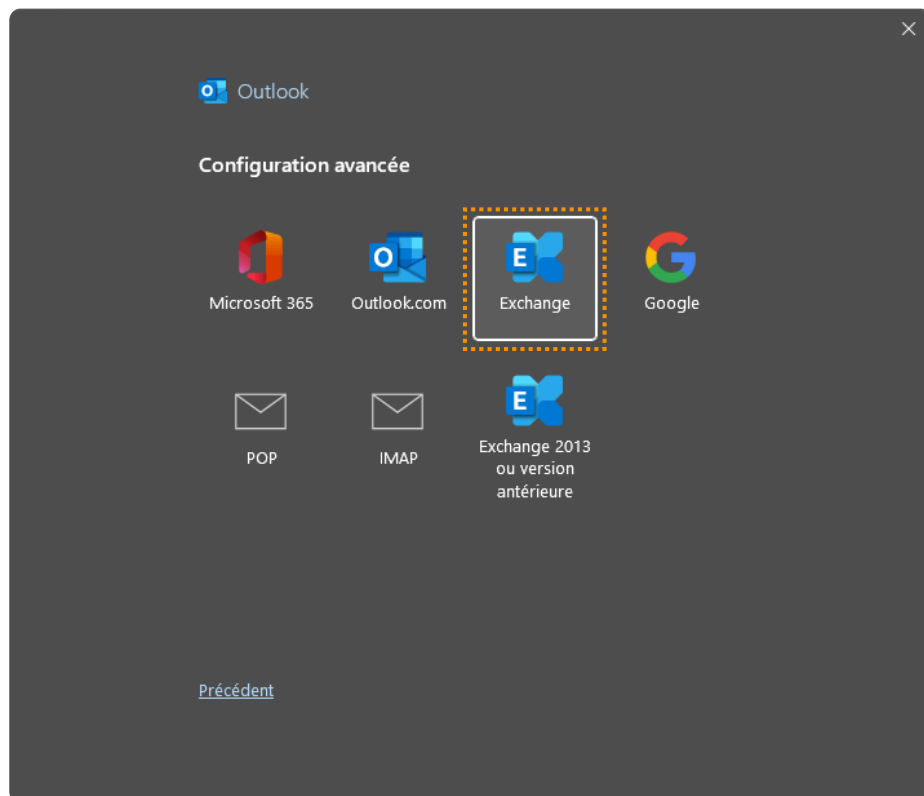 Outlook
Configuration avancée
Microsoft 365
Outlook.com
Exchange
Google
POP
IMAP
Exchange 2013
ou version
antérieure
Précédent